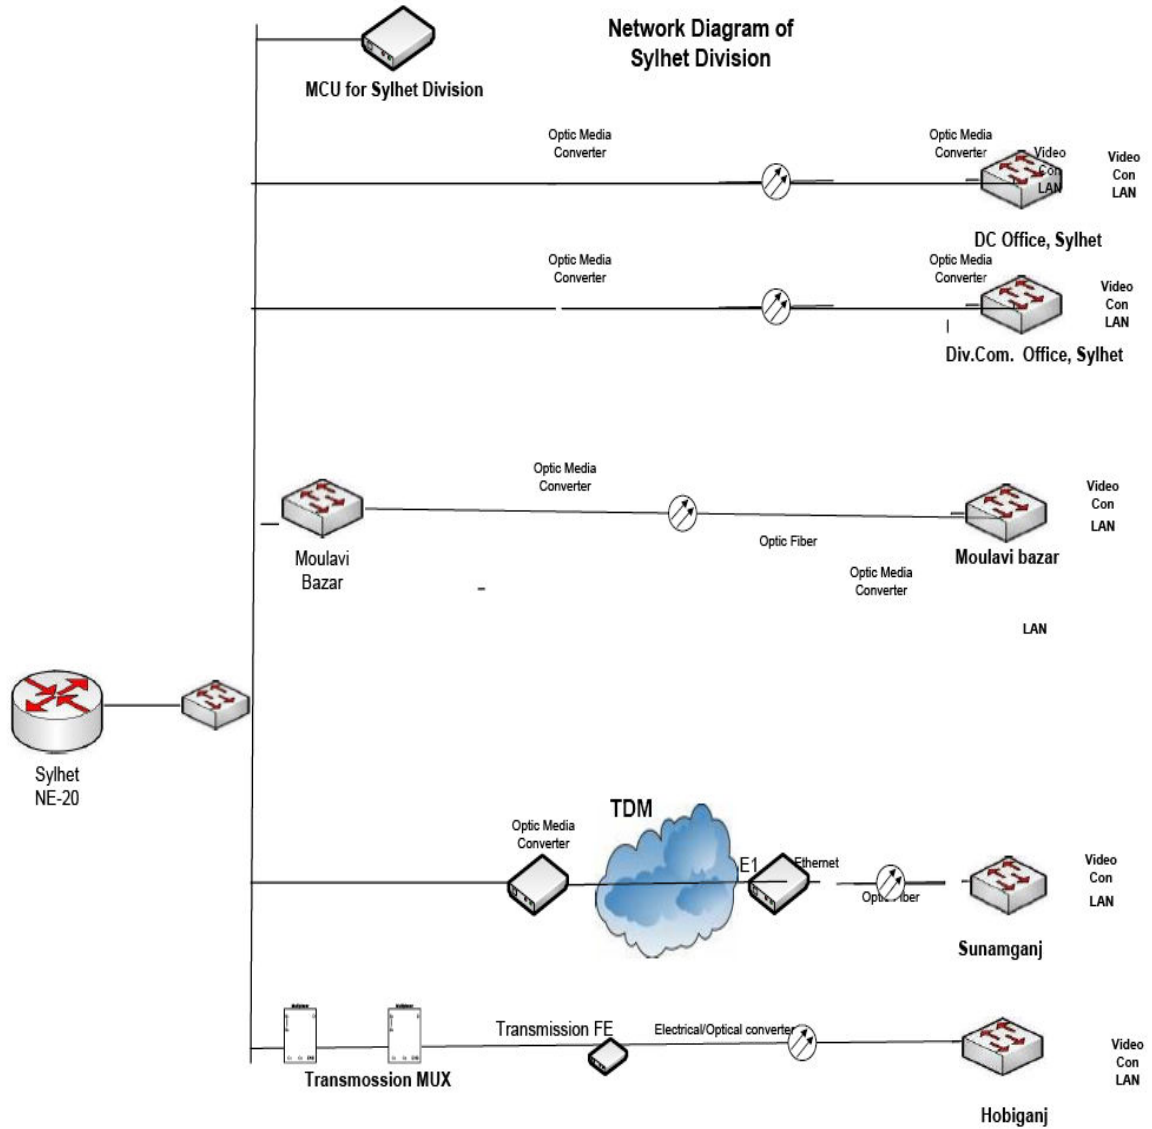 Network Diagram of
Sylhet Division
MCU for Sylhet Division
Optic Media
Converter
Optic Media
Converter
Video
Con
LAN
Video
Con
LAN
DC Office, Sylhet
Optic Media
Converter
Optic Media
Converter
Video
Con
LAN
Div.Com. Office, Sylhet
Optic Media
Converter
Video
Con
LAN
Moulavi
Bazar
Optic Fiber
Moulavi bazar
Optic Media
Converter
LAN
Sylhet
NE-20
TDM
Optic Media
Converter
E1
Ethernet
Optic Fiber
Video
Con
LAN
Sunamganj
Transmission FE
Electrical/Optical converter
Video
Con
LAN
Transmossion MUX
Hobiganj